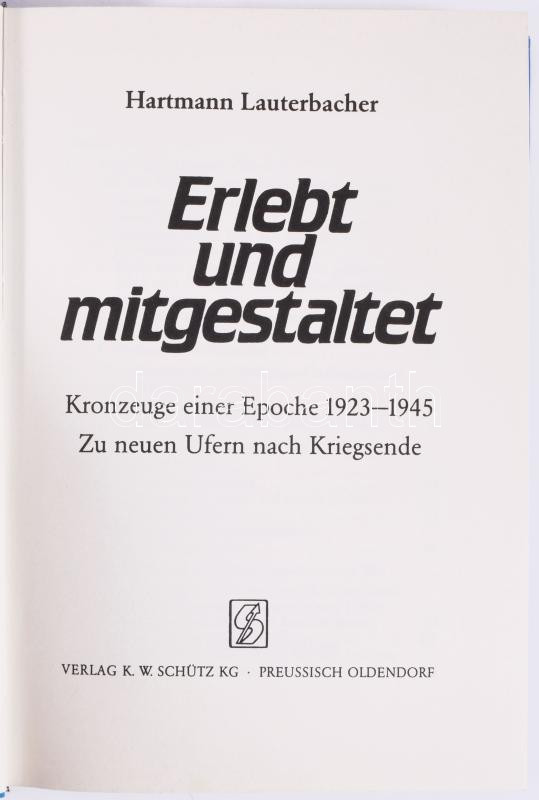 Hartmann Lauterbacher
Erlebt
und
mitgestaltet
darabanth
Kronzeuge einer Epoche 1923–1945
Zu neuen Ufern nach Kriegsende
VERLAG K. W. SCHÜTZ KG · PREUSSISCH OLDENDORF